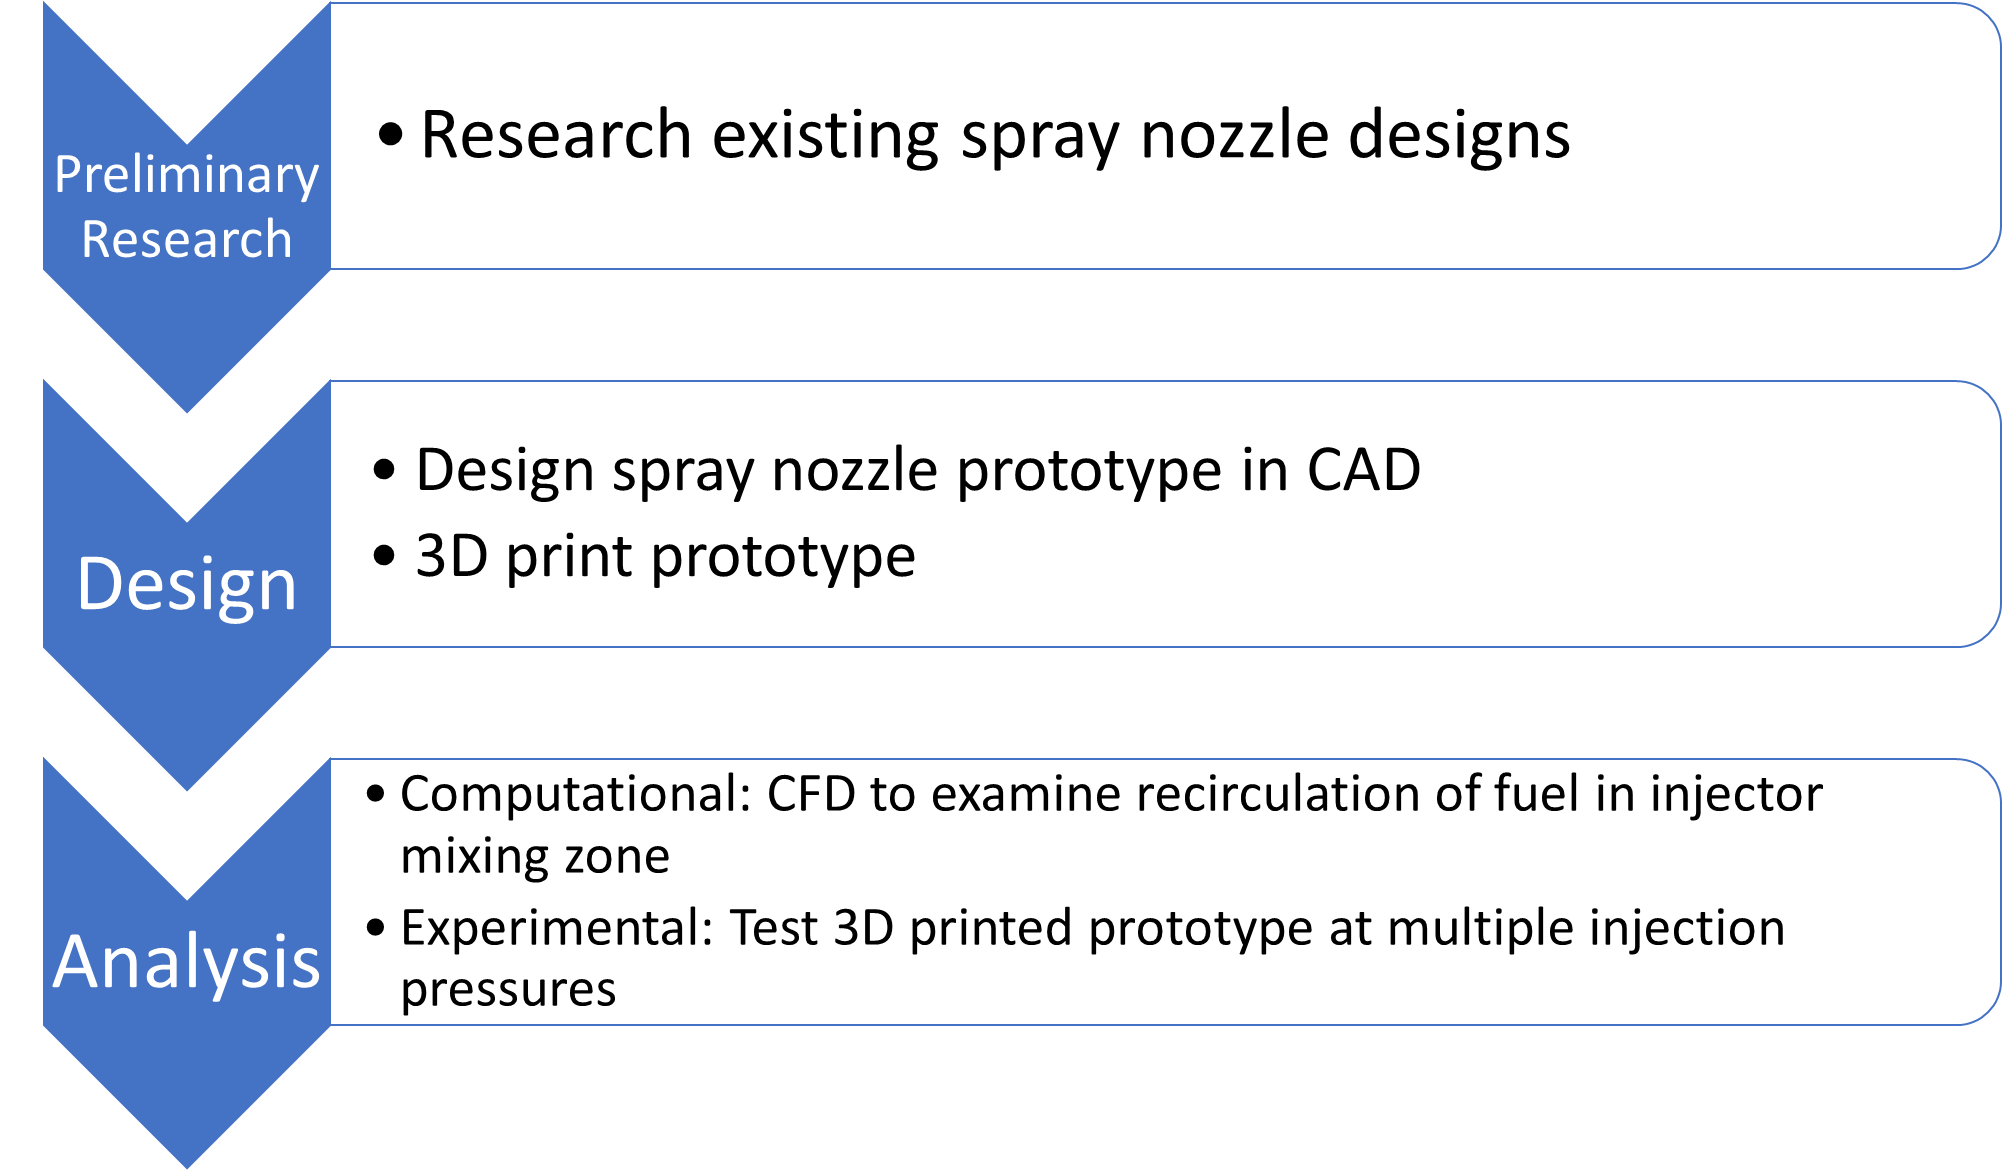 Preliminary
Research
• Research existing spray nozzle designs
Design
• Design spray nozzle prototype in CAD
• 3D print prototype
Analysis
• Computational: CFD to examine recirculation of fuel in injector
mixing zone
• Experimental: Test 3D printed prototype at multiple injection
pressures